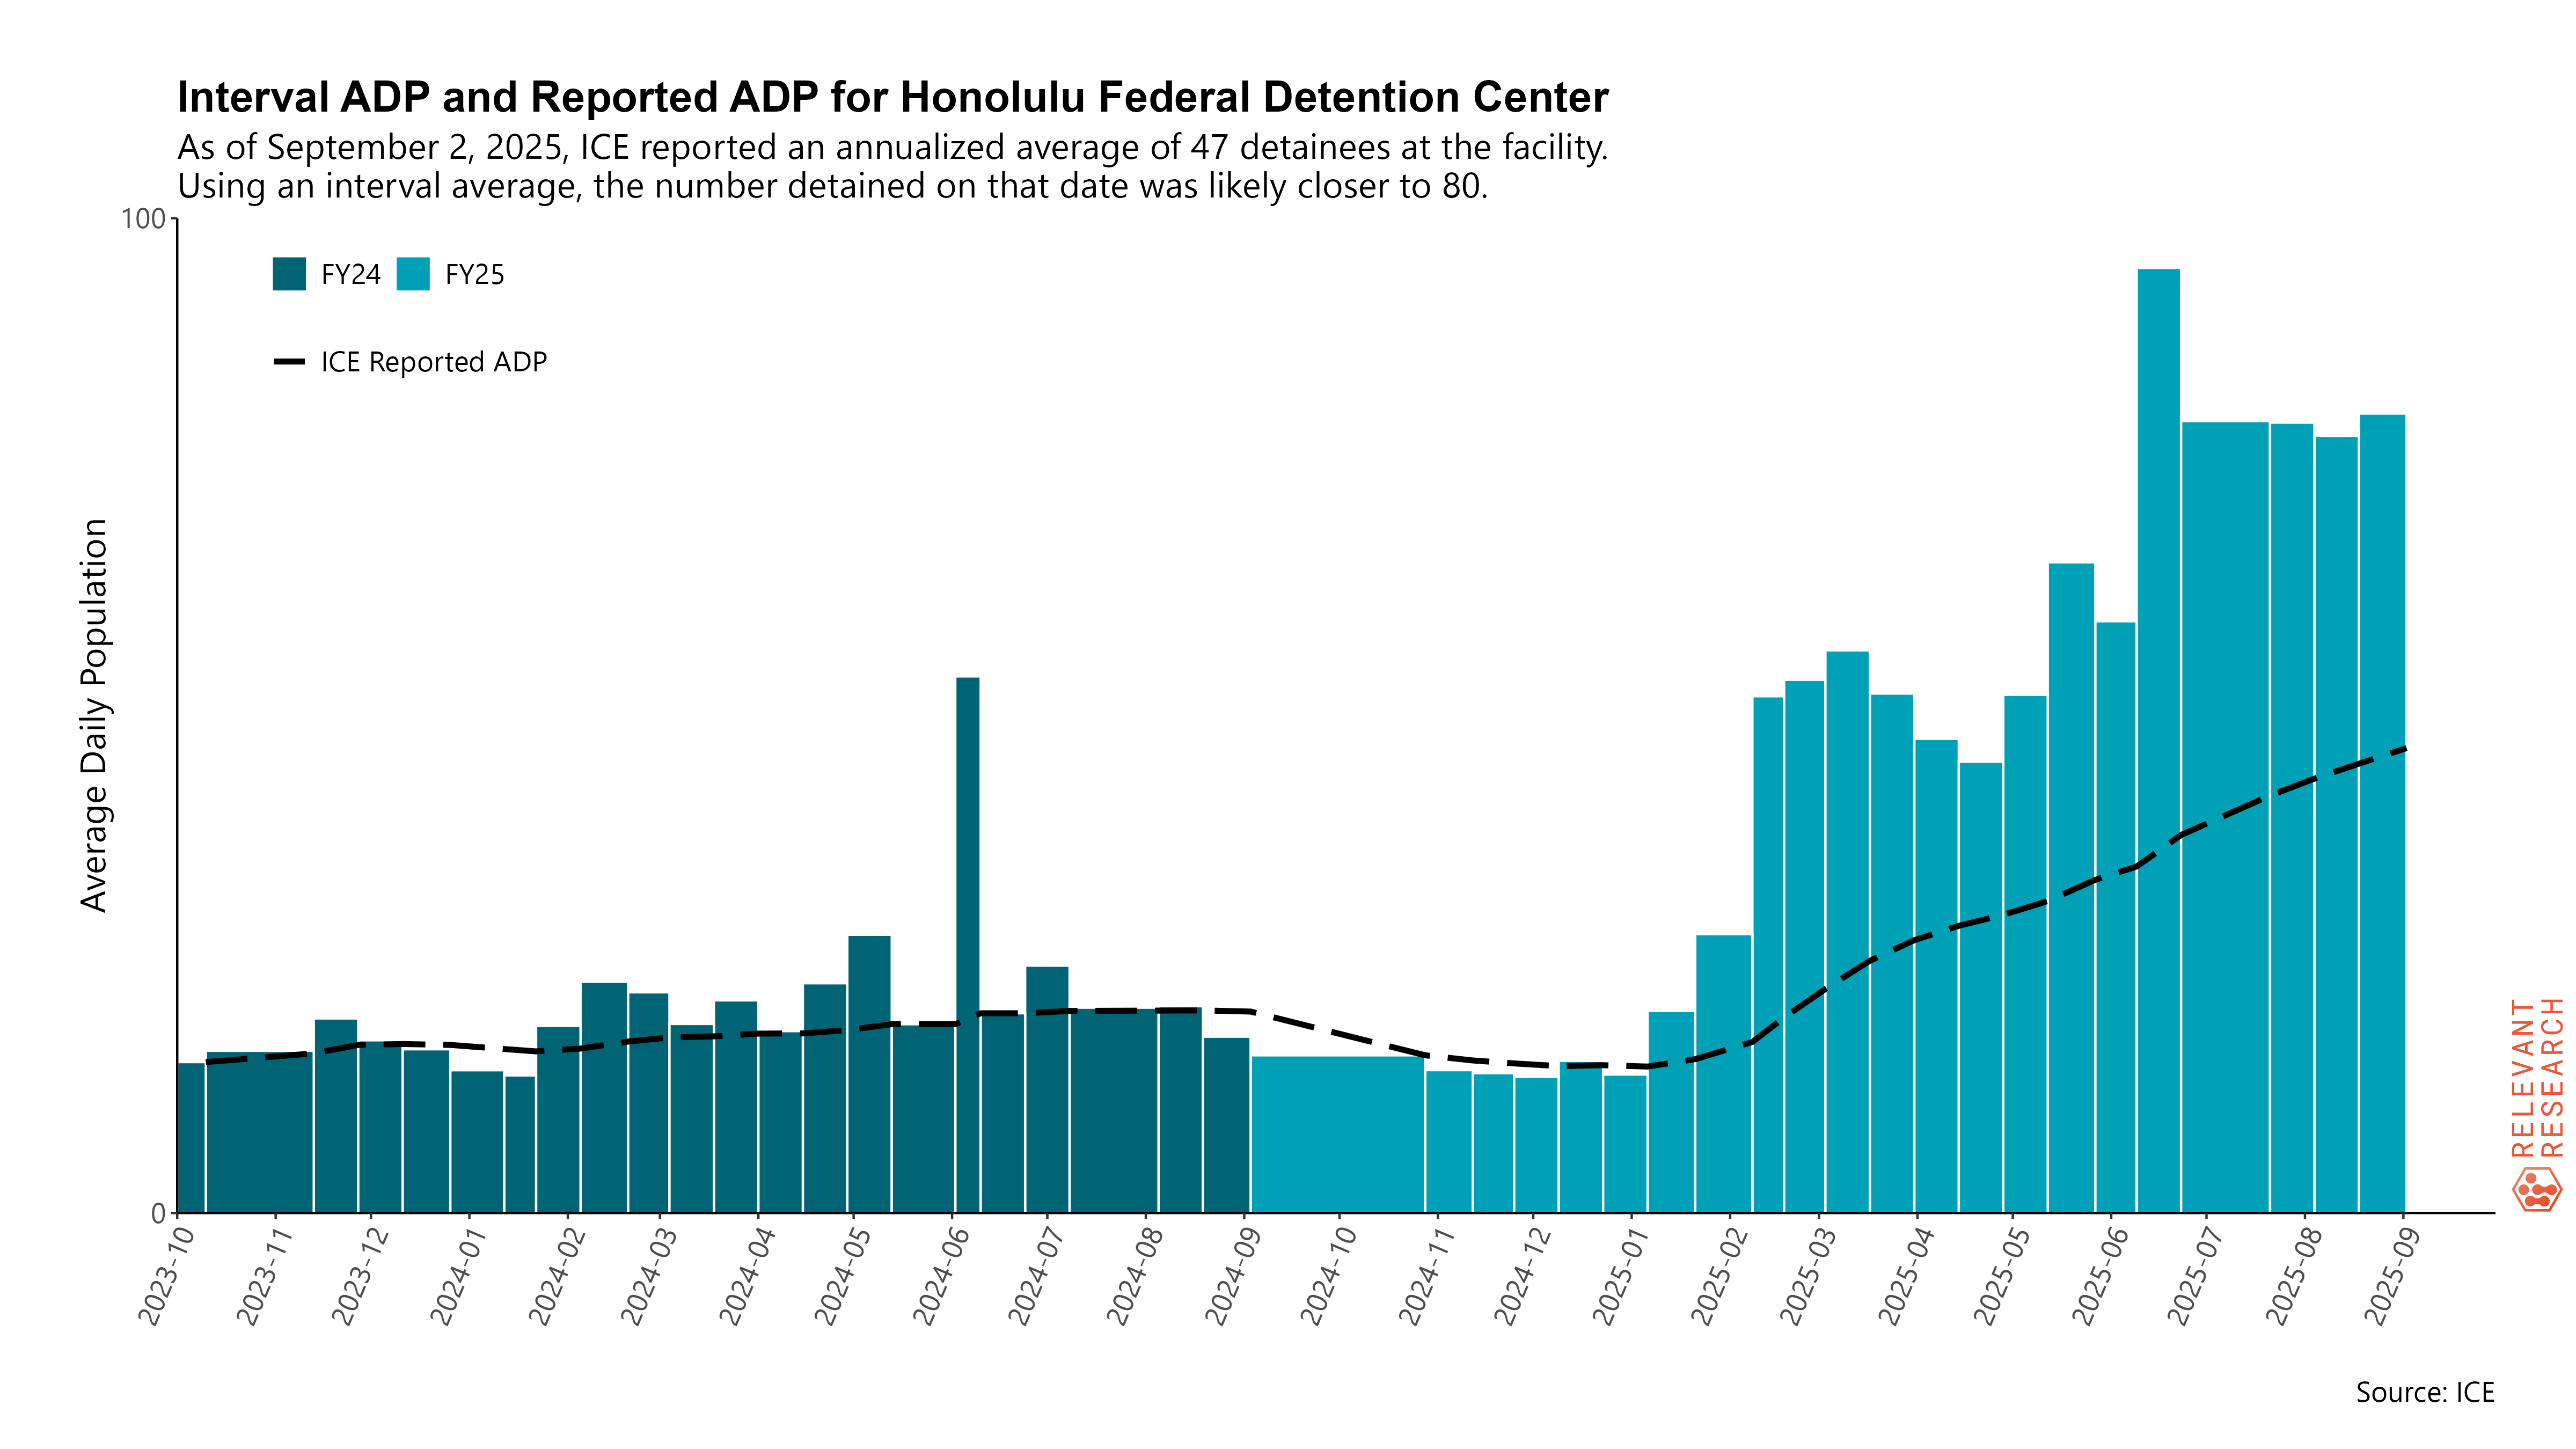 Interval ADP and Reported ADP for Honolulu Federal Detention Center
As of September 2, 2025, ICE reported an annualized average of 47 detainees at the facility.
Using an interval average, the number detained on that date was likely closer to 80.
100
FY24
FY25
ICE Reported ADP
Average Daily Population
0
2023-10
2023-11
2023-12
2024-01
2024-02
2024-03
2024-04
2024-05
2024-06
2024-07
2024-08
2024-09
2024-10
2024-11
2024-12
2025-01
2025-02
2025-03
2025-04
2025-05
2025-06
2025-07
2025-08
2025-09
RELEVANT
RESEARCH
Source: ICE